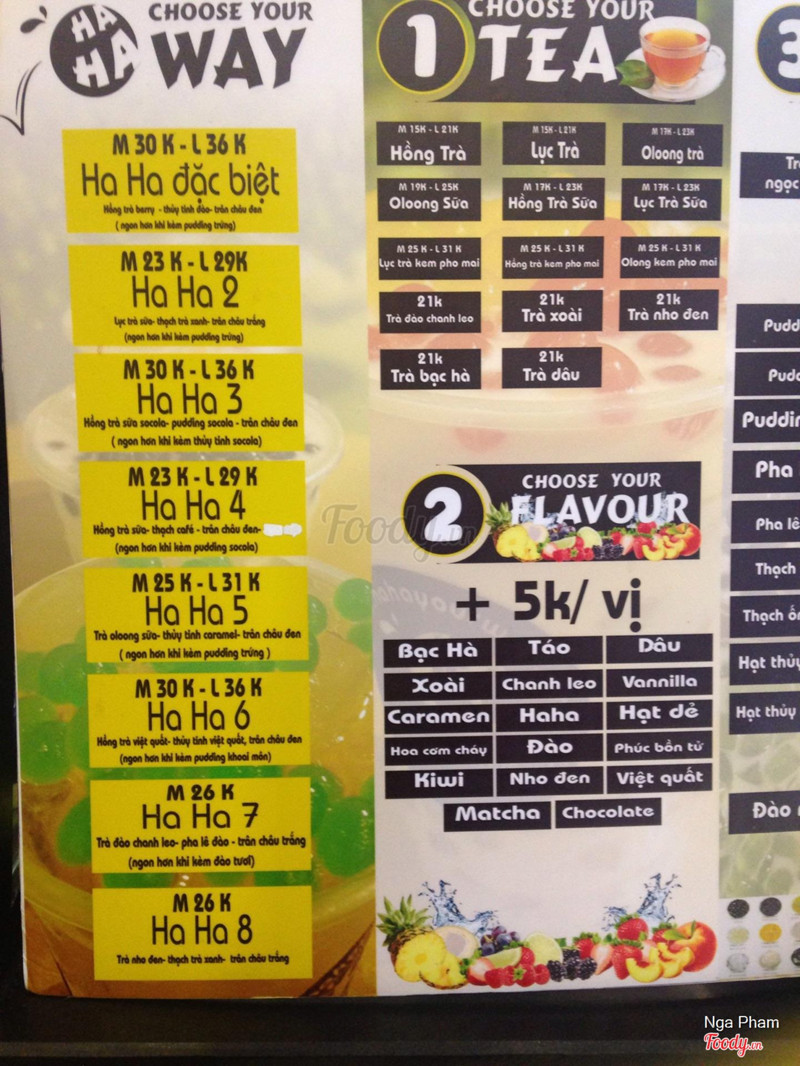 HA HA
CHOOSE YOUR
WAY
M 30 K - L 36 K
Ha Ha đặc biệt
Hồng trà berry - thủy tinh đào- trân châu đen
( ngon hơn khi kèm pudding trứng)
M 23 K - L 29K
Ha Ha 2
Lục trà sữa- thạch trà xanh- trân châu trắng
(ngon hơn khi kèm pudding trứng)
M 30 K - L 36 K
Ha Ha 3
Hồng trà sữa socola- pudding socola - trân châu đen
( ngon hơn khi kèm thủy tinh socola)
M 23 K - L 29 K
Ha Ha 4
Hồng trà sữa- thạch café - trân châu đen-
(ngon hơn khi kèm pudding socola)
M 25 K - L 31 K
Ha Ha 5
Trà oloong sữa- thủy tinh caramel- trân châu đen
( ngon hơn khi kèm pudding trứng )
M 30 K - L 36 K
Ha Ha 6
Hồng trà việt quất- thủy tinh việt quất, trân châu đen
(ngon hơn khi kèm pudding khoai môn)
M 26 K
Ha Ha 7
Trà đào chanh leo- pha lê đào - trân châu trắng
(ngon hơn khi kèm đào tươi)
M 26 K
Ha Ha 8
Trà nho đen- thạch trà xanh- trân châu trắng
1
CHOOSE YOUR
TEA
M 15K - L 21K
Hồng Trà
M 15K - L 21K
Lục Trà
M 17K - L 23K
Oloong trà
M 19K - L 25K
Oloong Sữa
M 17K - L 23K
Hồng Trà Sữa
M 17K - L 23K
Lục Trà Sữa
M 25 K - L 31 K
Lục trà kem pho mai
M 25 K - L 31 K
Hồng trà kem pho mai
M 25 K - L 31 K
Olong kem pho mai
21k
Trà đào chanh leo
21k
Trà xoài
21k
Trà nho đen
21k
Trà bạc hà
21k
Trà dâu
2
CHOOSE YOUR
FLAVOUR
+ 5k/ vị
Bạc Hà
Táo
Dâu
Xoài
Chanh leo
Vannilla
Caramen
Haha
Hạt dẻ
Hoa cơm cháy
Đào
Phúc bồn tử
Kiwi
Nho đen
Việt quất
Matcha
Chocolate
3
ngọc
Pudding
Pha
Pha lê
Thạch
Hạt thủy
Hạt thủy
Đào
Foody.vn
Nga Pham
Foody.vn